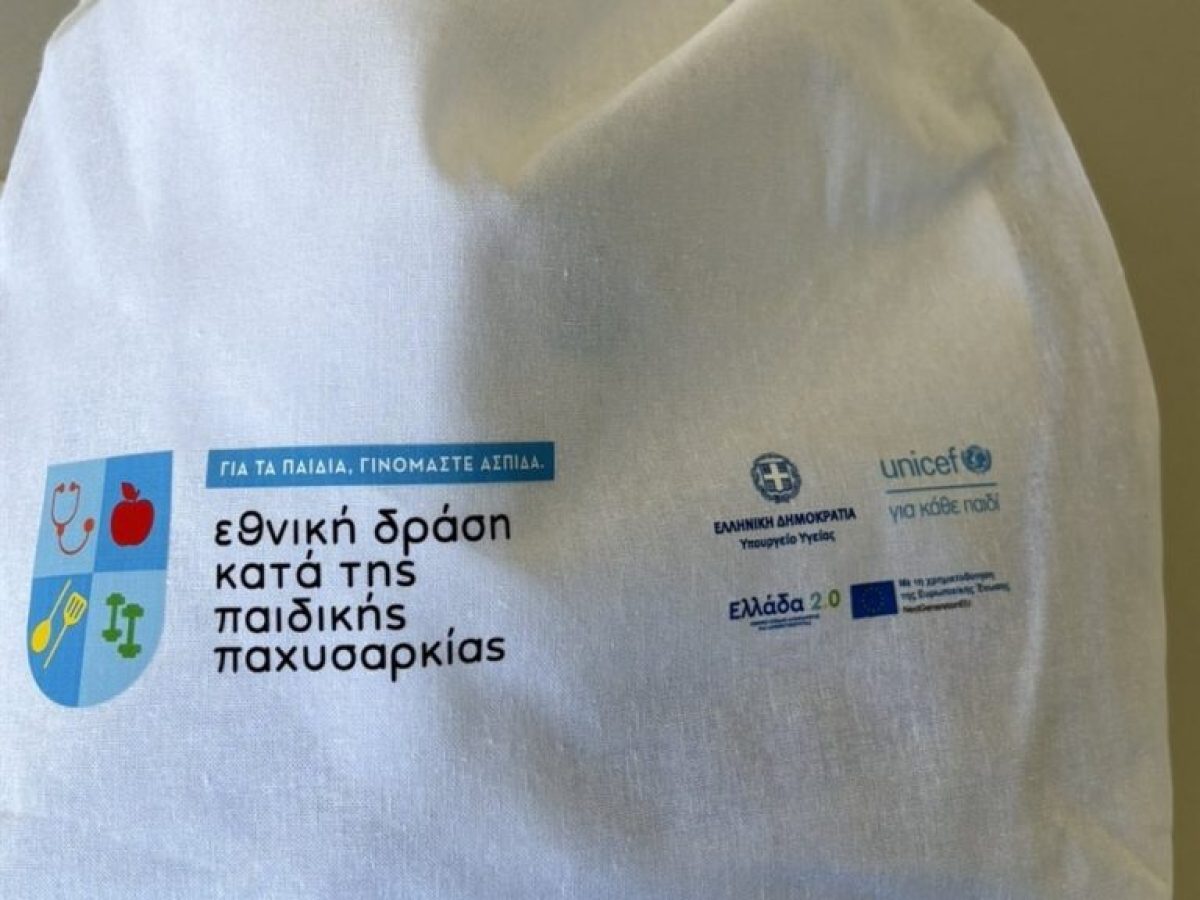 ΓΙΑ ΤΑ ΠΑΙΔΙΑ, ΓΙΝΟΜΑΣΤΕ ΑΣΠΙΔΑ.
εθνική δράση
κατά της
παιδικής
παχυσαρκίας
ΕΛΛΗΝΙΚΗ ΔΗΜΟΚΡΑΤΙΑ
Υπουργείο Υγείας
unicef
για κάθε παιδί
Ελλάδα 2.0
Με τη χρηματοδότηση
της Ευρωπαϊκής Ένωσης
NextGenerationEU